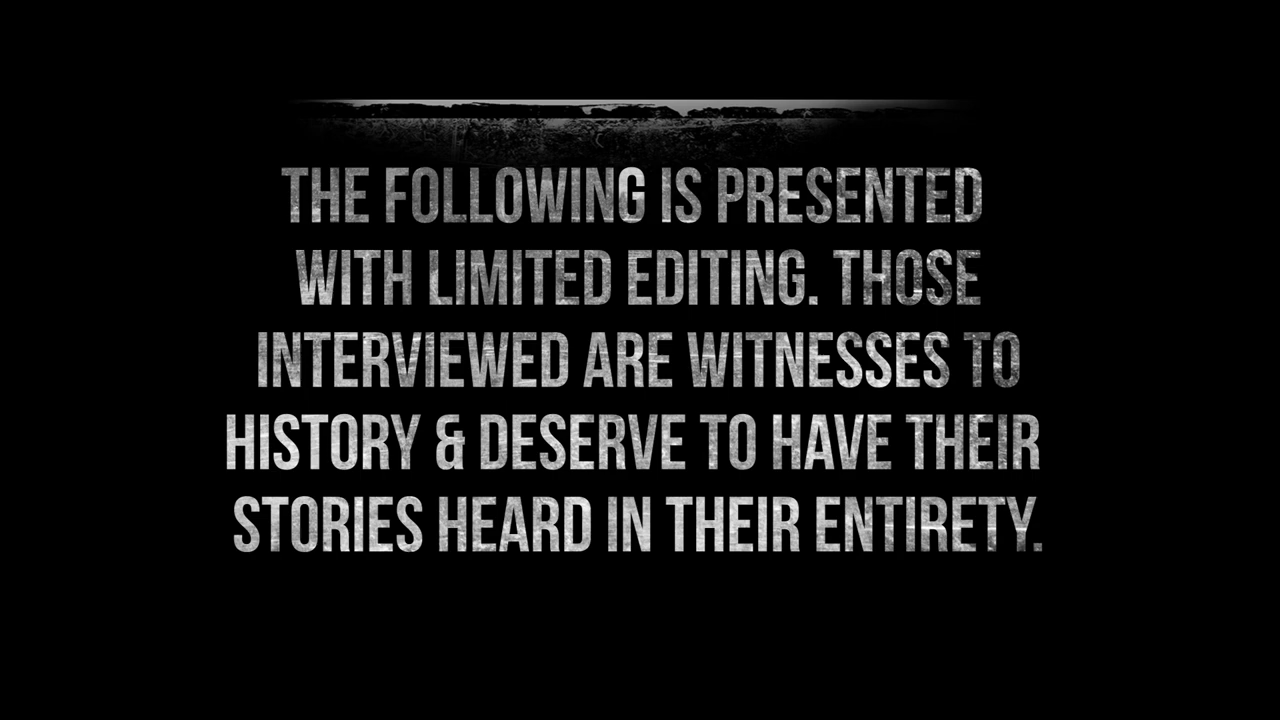 THE FOLLOWING IS PRESENTED
WITH LIMITED EDITING. THOSE
INTERVIEWED ARE WITNESSES TO
HISTORY & DESERVE TO HAVE THEIR
STORIES HEARD IN THEIR ENTIRETY.